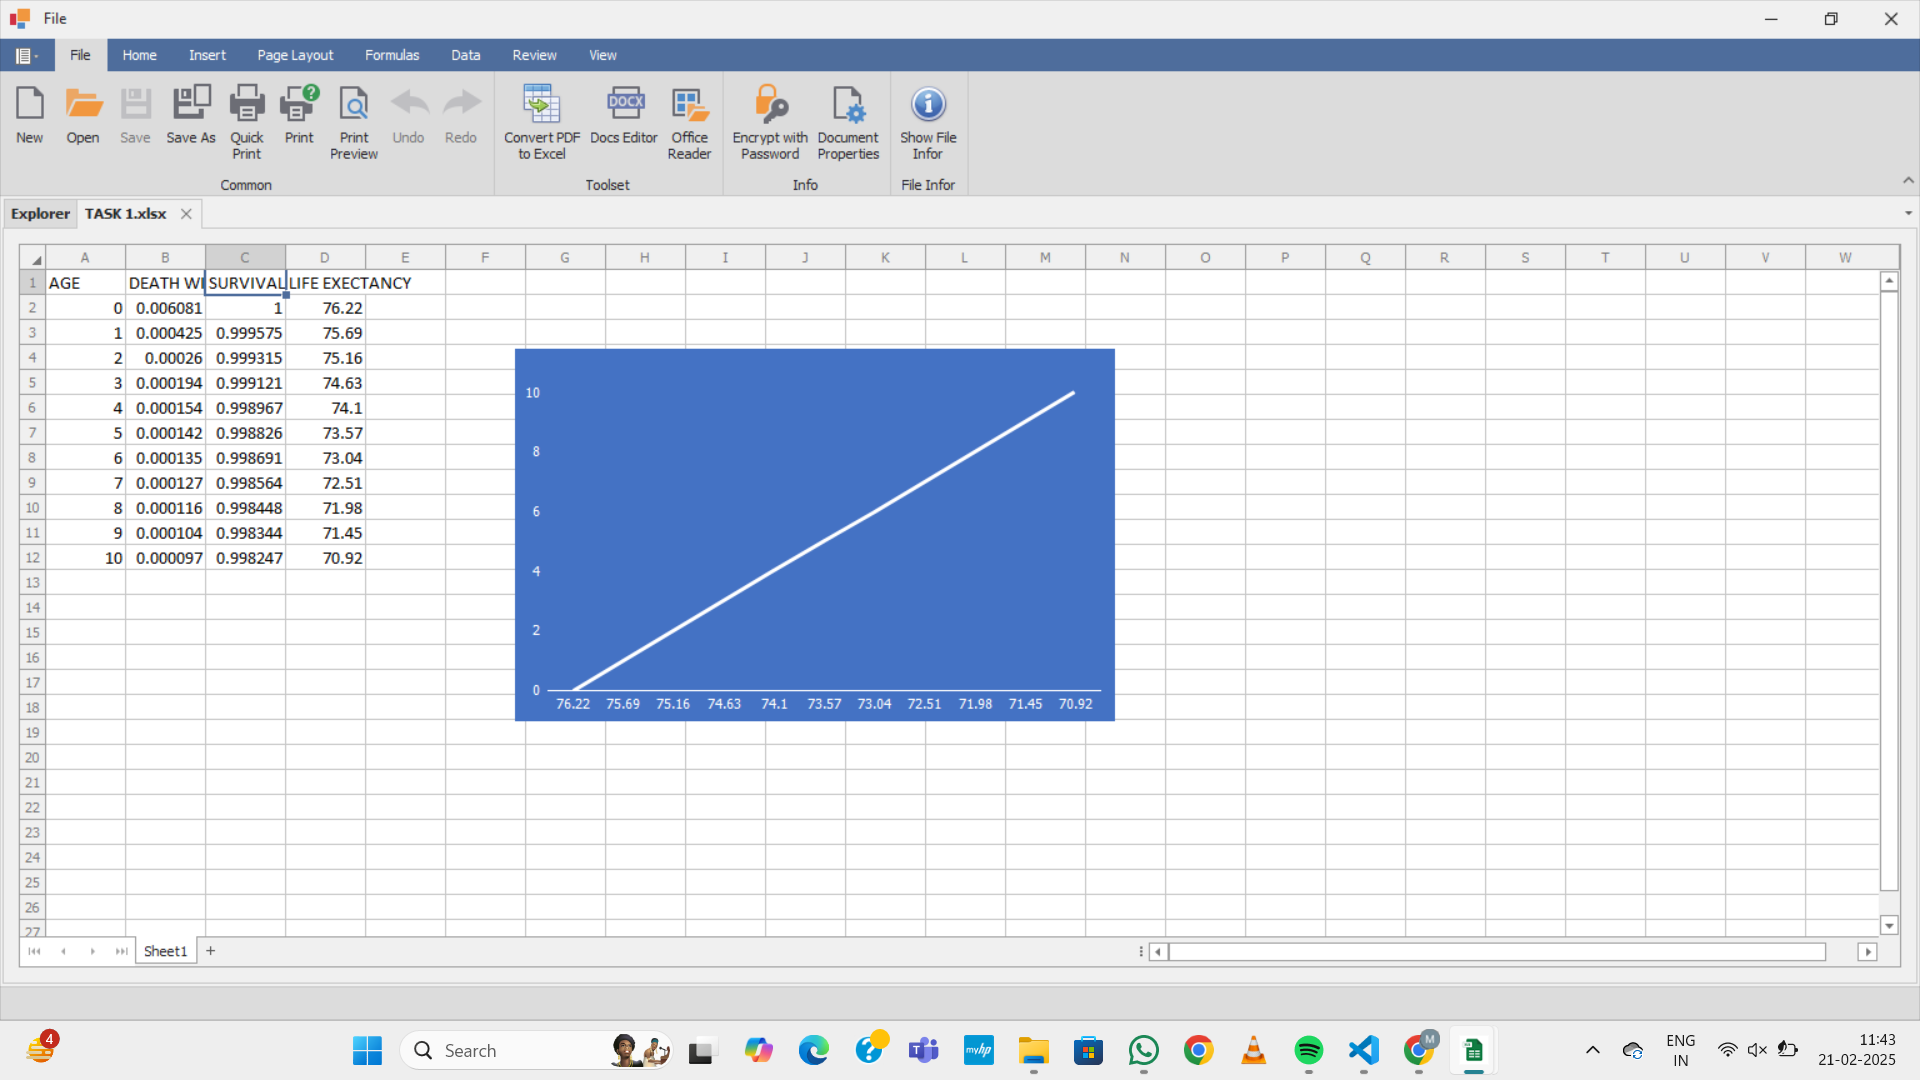 File
File Home Insert Page Layout Formulas Data Review View
New Open Save Save As Quick Print Print Print Preview Undo Redo
Common
Convert PDF to Excel Docs Editor Office Reader
Toolset
Encrypt with Password Document Properties
Info
Show File Infor
File Infor
DOCX
?
Explorer TASK 1.xlsx
A B C D E F G H I J K L M N O P Q R S T U V W
1 AGE DEATH WI SURVIVAL LIFE EXECTANCY
2 0 0.006081 1 76.22
3 1 0.000425 0.999575 75.69
4 2 0.00026 0.999315 75.16
5 3 0.000194 0.999121 74.63
6 4 0.000154 0.998967 74.1
7 5 0.000142 0.998826 73.57
8 6 0.000135 0.998691 73.04
9 7 0.000127 0.998564 72.51
10 8 0.000116 0.998448 71.98
11 9 0.000104 0.998344 71.45
12 10 0.000097 0.998247 70.92
13
14
15
16
17
18
19
20
21
22
23
24
25
26
27
10
8
6
4
2
0
76.22 75.69 75.16 74.63 74.1 73.57 73.04 72.51 71.98 71.45 70.92
Sheet1 +
4
Search
?
T
myhp
M
ENG
IN
11:43
21-02-2025